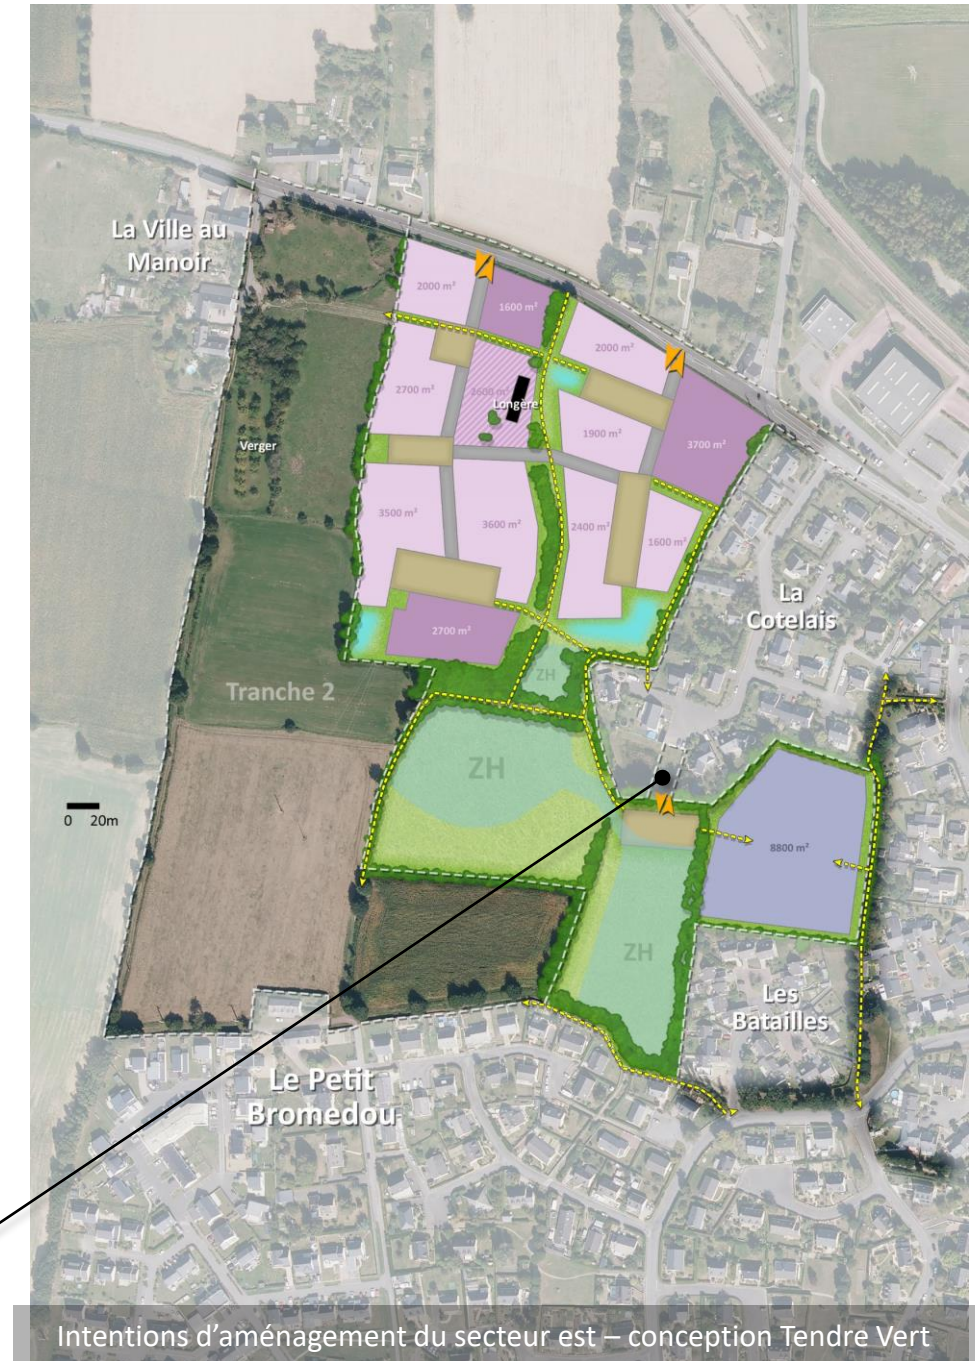 La Ville au
Manoir
2000 m²
1600 m²
2000 m²
2700 m²
Longère
Verger
1900 m²
3700 m²
3500 m²
3600 m²
2400 m²
1600 m²
La
Cotelais
2700 m²
ZH
Tranche 2
ZH
0 20m
8800 m²
ZH
Les
Batailles
Le Petit
Bromedou
Intentions d’aménagement du secteur est – conception Tendre Vert